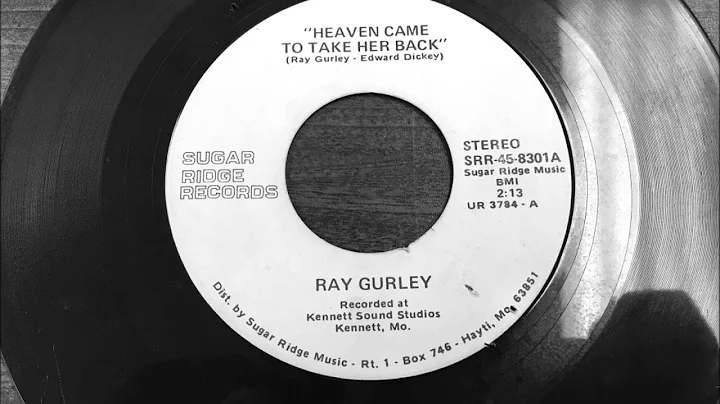 "HEAVEN CAME
TO TAKE HER BACK"
(Ray Gurley - Edward Dickey)
SUGAR
RIDGE
RECORDS
STEREO
SRR-45-8301A
Sugar Ridge Music
BMI
2:13
UR 3784 - A
RAY GURLEY
Recorded at
Kennett Sound Studios
Kennett, Mo.
Dist. by Sugar Ridge Music - Rt. 1 - Box 746 - Hayti, Mo. 63851